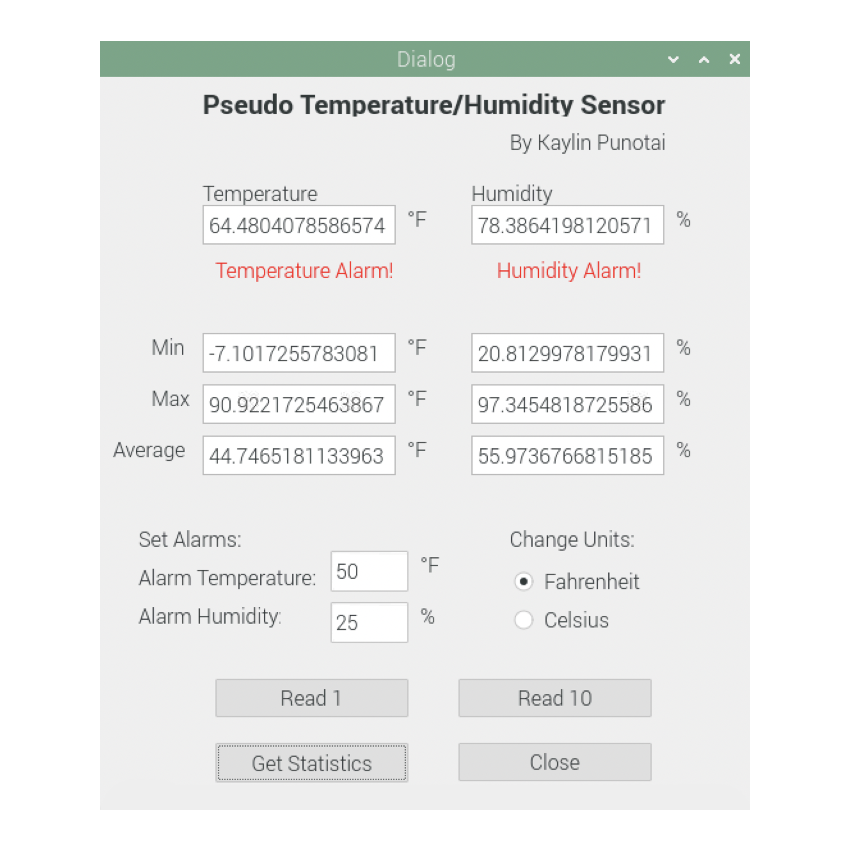 Dialog
Pseudo Temperature/Humidity Sensor
By Kaylin Punotai
Temperature Humidity
64.4804078586574 °F 78.3864198120571 %
Temperature Alarm! Humidity Alarm!
Min -7.1017255783081 °F 20.8129978179931 %
Max 90.9221725463867 °F 97.3454818725586 %
Average 44.7465181133963 °F 55.9736766815185 %
Set Alarms: Change Units:
Alarm Temperature: 50 °F Fahrenheit
Alarm Humidity: 25 % Celsius
Read 1 Read 10
Get Statistics Close